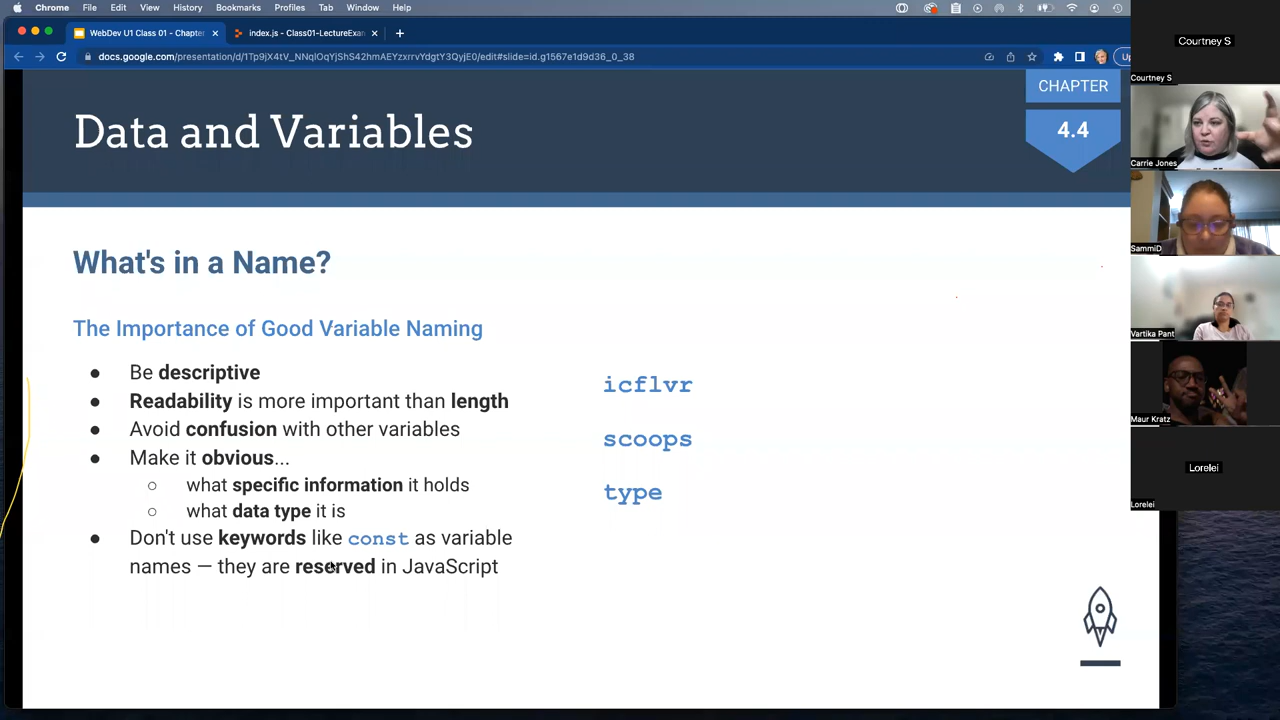 Chrome File Edit View History Bookmarks Profiles Tab Window Help
WebDev U1 Class 01 - Chapte
index.js - Class01-LectureExan
docs.google.com/presentation/d/1Tp9jX4tV_NNqlOqYjShS42hmAEYzxrrvYdgtY3QyjE0/edit#slide=id.g1567e1d9d36_0_38
Data and Variables
CHAPTER
4.4
What's in a Name?
The Importance of Good Variable Naming
● Be descriptive
● Readability is more important than length
● Avoid confusion with other variables
● Make it obvious...
○ what specific information it holds
○ what data type it is
● Don't use keywords like const as variable
names — they are reserved in JavaScript
icflvr
scoops
type
Courtney S
Courtney S
Carrie Jones
SammiD
Vartika Pant
Maur Kratz
Lorelei
Lorelei